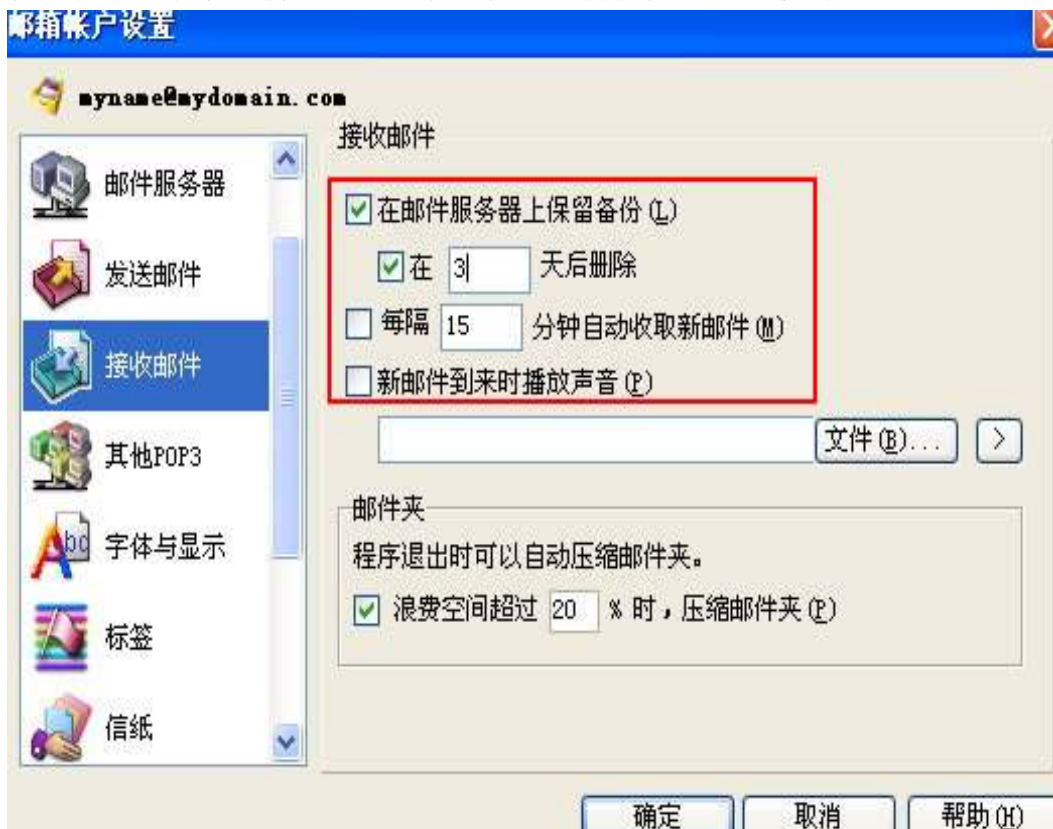 邮箱帐户设置
myname@mydomain.com
邮件服务器
发送邮件
接收邮件
其他POP3
字体与显示
标签
信纸
接收邮件
在邮件服务器上保留备份(L)
在 3 天后删除
每隔 15 分钟自动收取新邮件(M)
新邮件到来时播放声音(P)
文件(B)... >
邮件夹
程序退出时可以自动压缩邮件夹。
浪费空间超过 20 % 时，压缩邮件夹(P)
确定 取消 帮助(H)